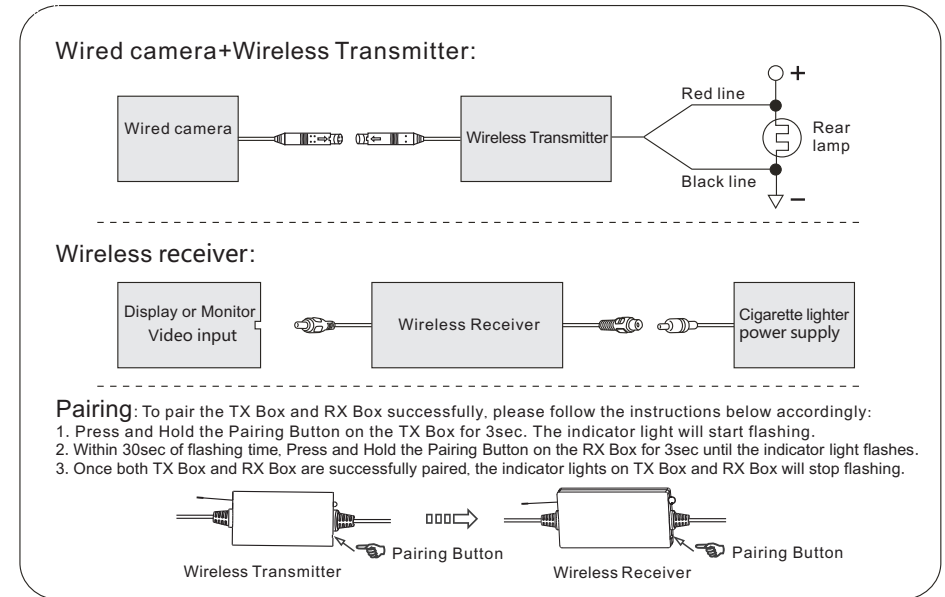 Wired camera+Wireless Transmitter:
Wired camera
Wireless Transmitter
Red line
+
Rear
lamp
Black line
−
Wireless receiver:
Display or Monitor
Video input
Wireless Receiver
Cigarette lighter
power supply
Pairing: To pair the TX Box and RX Box successfully, please follow the instructions below accordingly:
1. Press and Hold the Pairing Button on the TX Box for 3sec. The indicator light will start flashing.
2. Within 30sec of flashing time, Press and Hold the Pairing Button on the RX Box for 3sec until the indicator light flashes.
3. Once both TX Box and RX Box are successfully paired, the indicator lights on TX Box and RX Box will stop flashing.
Pairing Button
Wireless Transmitter
Pairing Button
Wireless Receiver